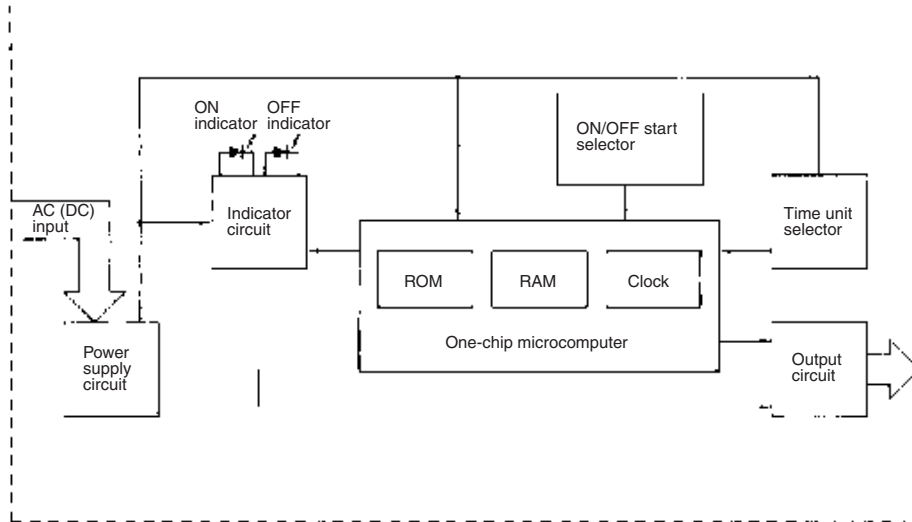 ON
indicator
OFF
indicator
ON/OFF start
selector
AC (DC)
input
Indicator
circuit
Time unit
selector
ROM
RAM
Clock
One-chip microcomputer
Power
supply
circuit
Output
circuit